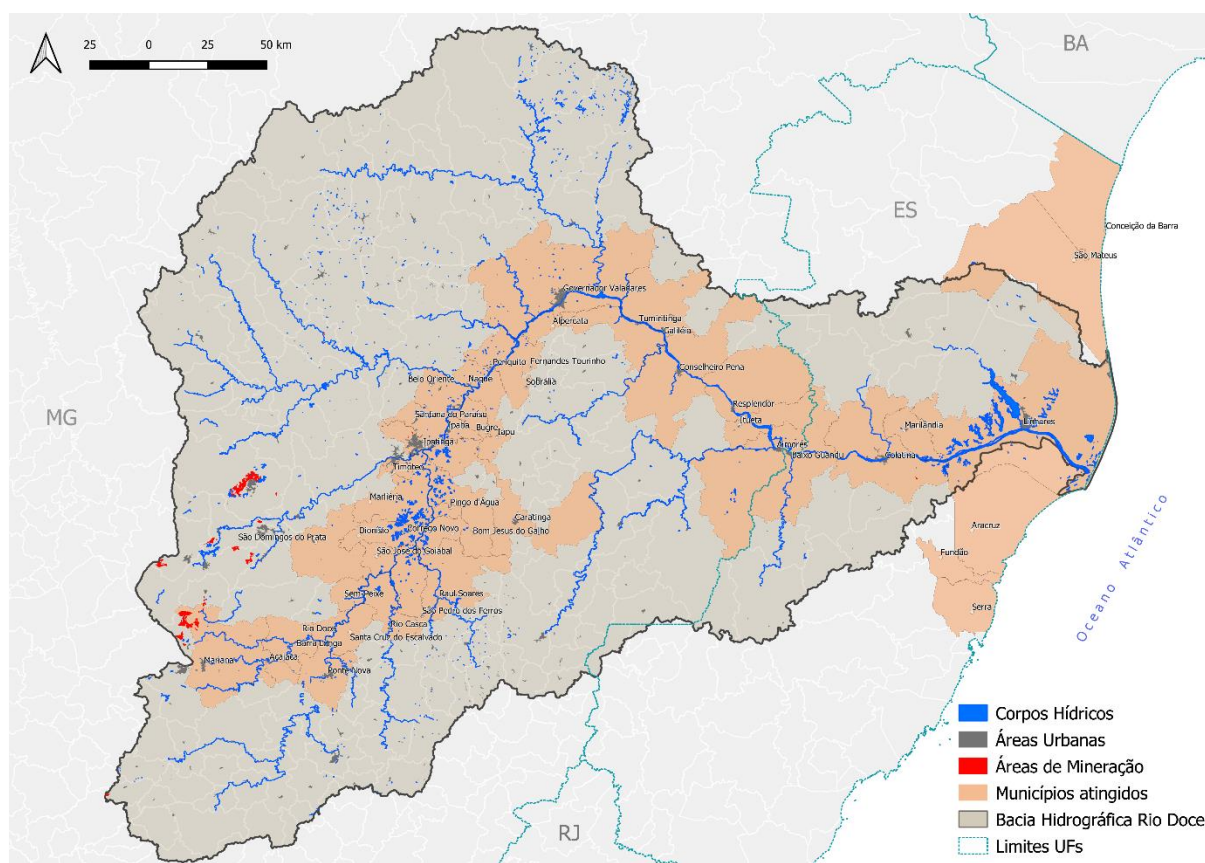 25 0 25 50 km
BA
ES
MG
RJ
Conceição da Barra
São Mateus
Governador Valadares
Alpercata
Tumiritinga
Galiléia
Periquito
Fernandes Tourinho
Conselheiro Pena
Belo Oriente
Naque
Sobrália
Resplendor
Itueta
Santana do Paraíso
Ipaba
Bugre
Iapu
Ipatinga
Timóteo
Aimorés
Baixo Guandu
Colatina
Marilândia
Linhares
Marliéria
Pingo d'Água
Caratinga
Dionísio
Córrego Novo
Bom Jesus do Galho
São Domingos do Prata
São José do Goiabal
Aracruz
Fundão
Serra
Sem Peixe
Raul Soares
São Pedro dos Ferros
Rio Doce
Rio Casca
Santa Cruz do Escalvado
Barra Longa
Acaiaca
Mariana
Ponte Nova
Oceano Atlântico
Corpos Hídricos
Áreas Urbanas
Áreas de Mineração
Municípios atingidos
Bacia Hidrográfica Rio Doce
Limites UFs